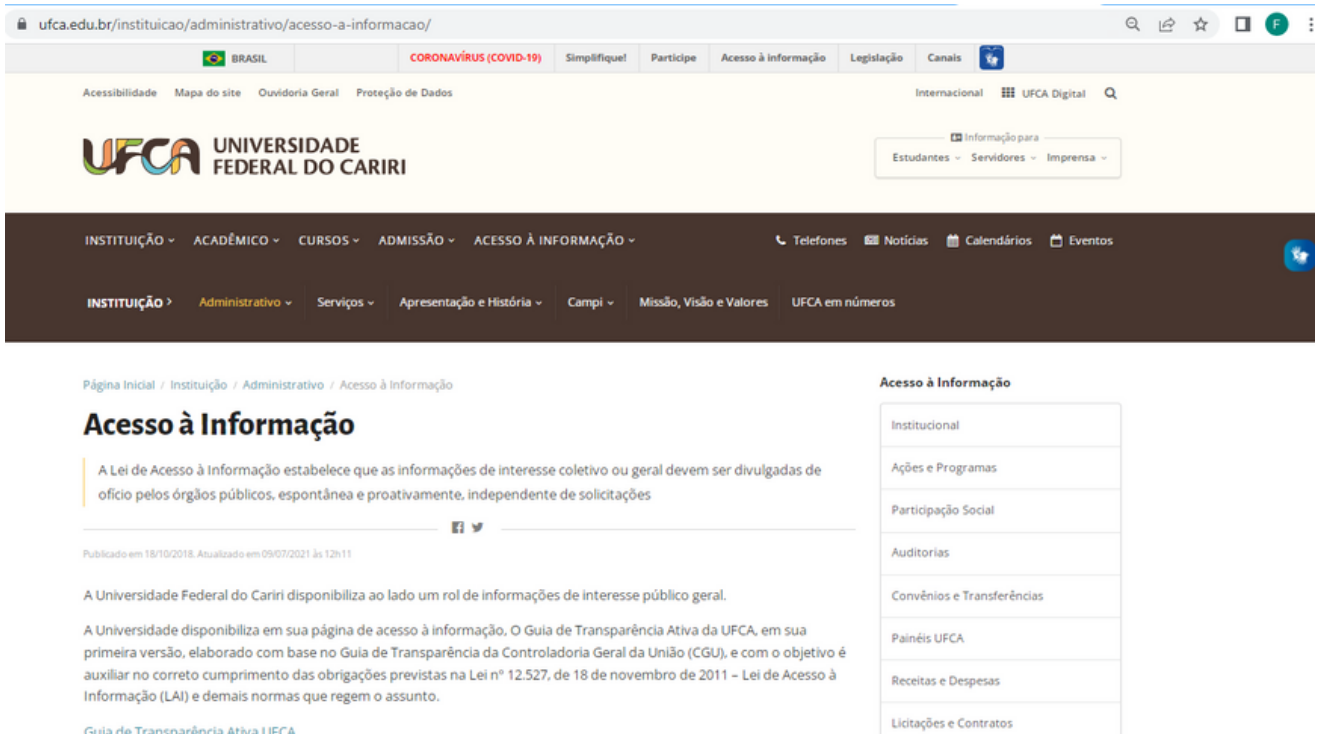 ufca.edu.br/instituicao/administrativo/acesso-a-informacao/
F
BRASIL
CORONAVÍRUS (COVID-19)
Simplifique!
Participe
Acesso à informação
Legislação
Canais
Acessibilidade Mapa do site Ouvidoria Geral Proteção de Dados
Internacional UFCA Digital
UFCA UNIVERSIDADE
FEDERAL DO CARIRI
Informação para
Estudantes Servidores Imprensa
INSTITUIÇÃO ACADÊMICO CURSOS ADMISSÃO ACESSO À INFORMAÇÃO
Telefones Notícias Calendários Eventos
INSTITUIÇÃO > Administrativo Serviços Apresentação e História Campi Missão, Visão e Valores UFCA em números
Página Inicial / Instituição / Administrativo / Acesso à Informação
Acesso à Informação
A Lei de Acesso à Informação estabelece que as informações de interesse coletivo ou geral devem ser divulgadas de
ofício pelos órgãos públicos, espontânea e proativamente, independente de solicitações
Publicado em 18/10/2018. Atualizado em 09/07/2021 às 12h11
A Universidade Federal do Cariri disponibiliza ao lado um rol de informações de interesse público geral.
A Universidade disponibiliza em sua página de acesso à informação, O Guia de Transparência Ativa da UFCA, em sua
primeira versão, elaborado com base no Guia de Transparência da Controladoria Geral da União (CGU), e com o objetivo é
auxiliar no correto cumprimento das obrigações previstas na Lei nº 12.527, de 18 de novembro de 2011 – Lei de Acesso à
Informação (LAI) e demais normas que regem o assunto.
Guia de Transparência Ativa UFCA
Acesso à Informação
Institucional
Ações e Programas
Participação Social
Auditorias
Convênios e Transferências
Painéis UFCA
Receitas e Despesas
Licitações e Contratos